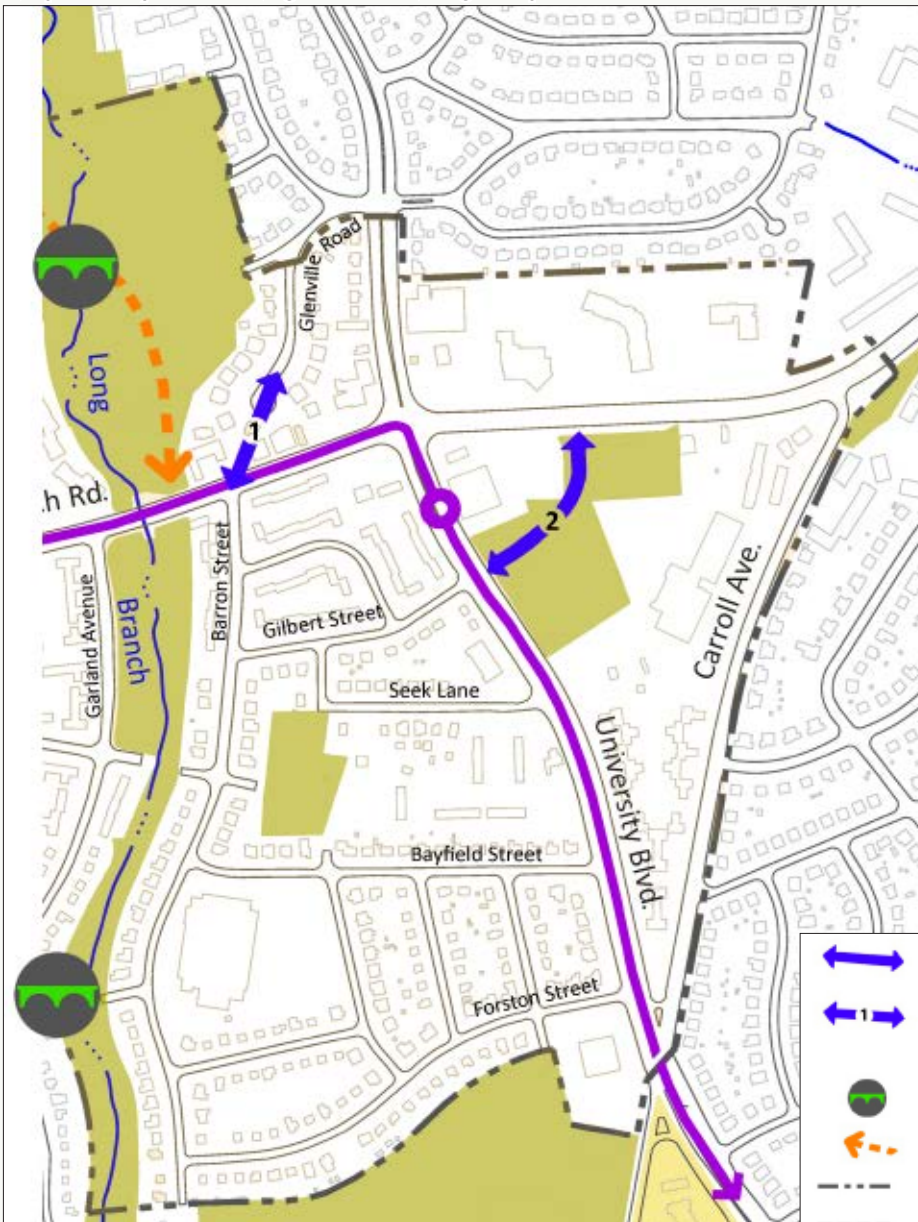 Glenville Road
Long
1
.h Rd.
2
Barron Street
Garland Avenue
Branch
Gilbert Street
Carroll Ave.
Seek Lane
University Blvd.
Bayfield Street
Forston Street
1